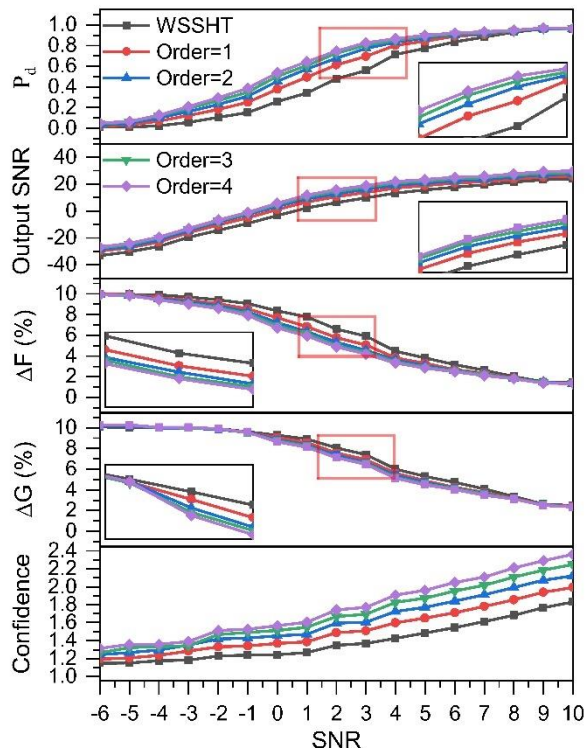 P_d
1.0
0.8
0.6
0.4
0.2
0.0
WSSHT
Order=1
Order=2
Output SNR
40
20
0
-20
-40
Order=3
Order=4
ΔF (%)
10
8
6
4
2
0
ΔG (%)
10
8
6
4
2
0
Confidence
2.4
2.2
2.0
1.8
1.6
1.4
1.2
1.0
-6 -5 -4 -3 -2 -1 0 1 2 3 4 5 6 7 8 9 10
SNR